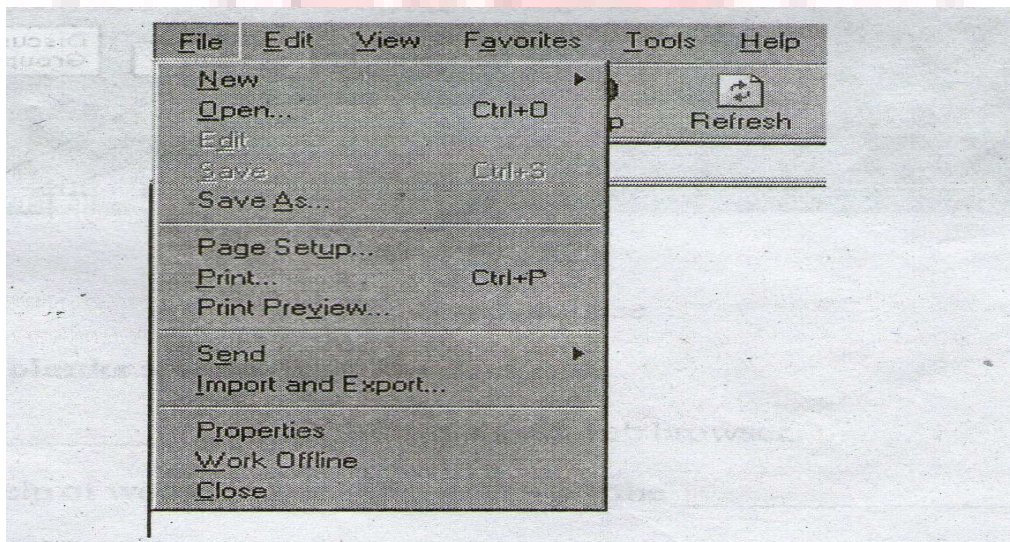 File Edit View Favorites Tools Help
New
Open... Ctrl+O
Refresh
Edit
Save Ctrl+S
Save As...
Page Setup...
Print... Ctrl+P
Print Preview...
Send
Import and Export...
Properties
Work Offline
Close